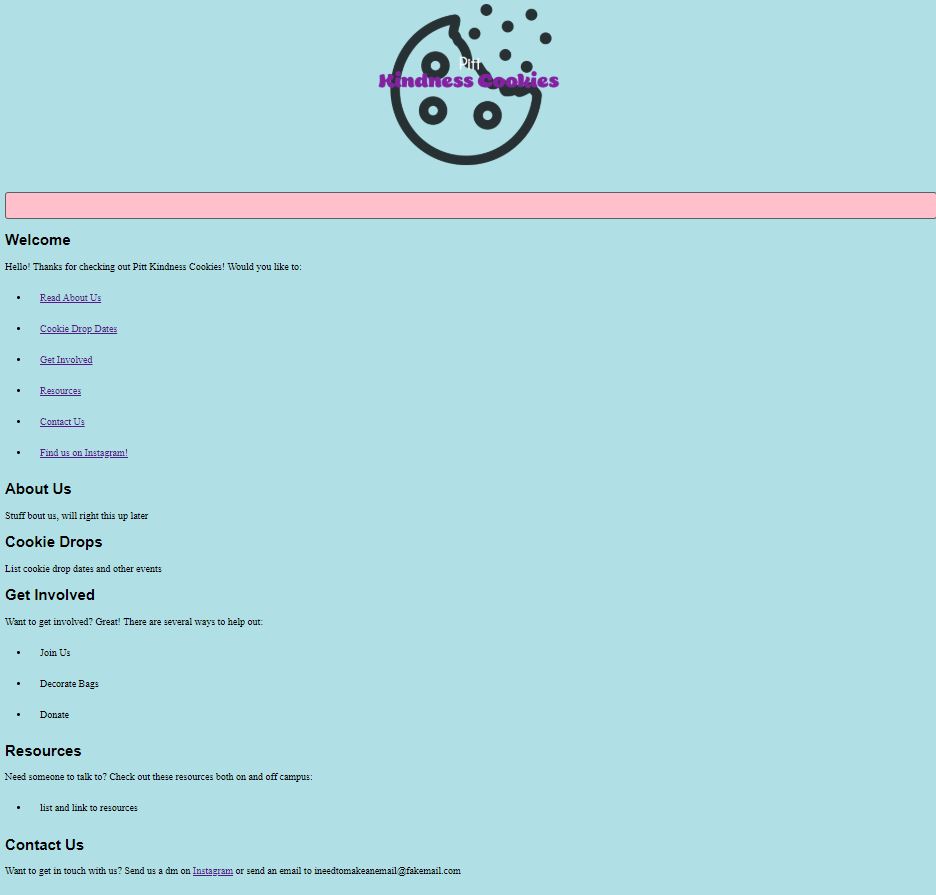 Pitt
Kindness Cookies
Welcome
Hello! Thanks for checking out Pitt Kindness Cookies! Would you like to:
Read About Us
Cookie Drop Dates
Get Involved
Resources
Contact Us
Find us on Instagram!
About Us
Stuff bout us, will right this up later
Cookie Drops
List cookie drop dates and other events
Get Involved
Want to get involved? Great! There are several ways to help out:
Join Us
Decorate Bags
Donate
Resources
Need someone to talk to? Check out these resources both on and off campus:
list and link to resources
Contact Us
Want to get in touch with us? Send us a dm on Instagram or send an email to ineedtomakeanemail@fakemail.com